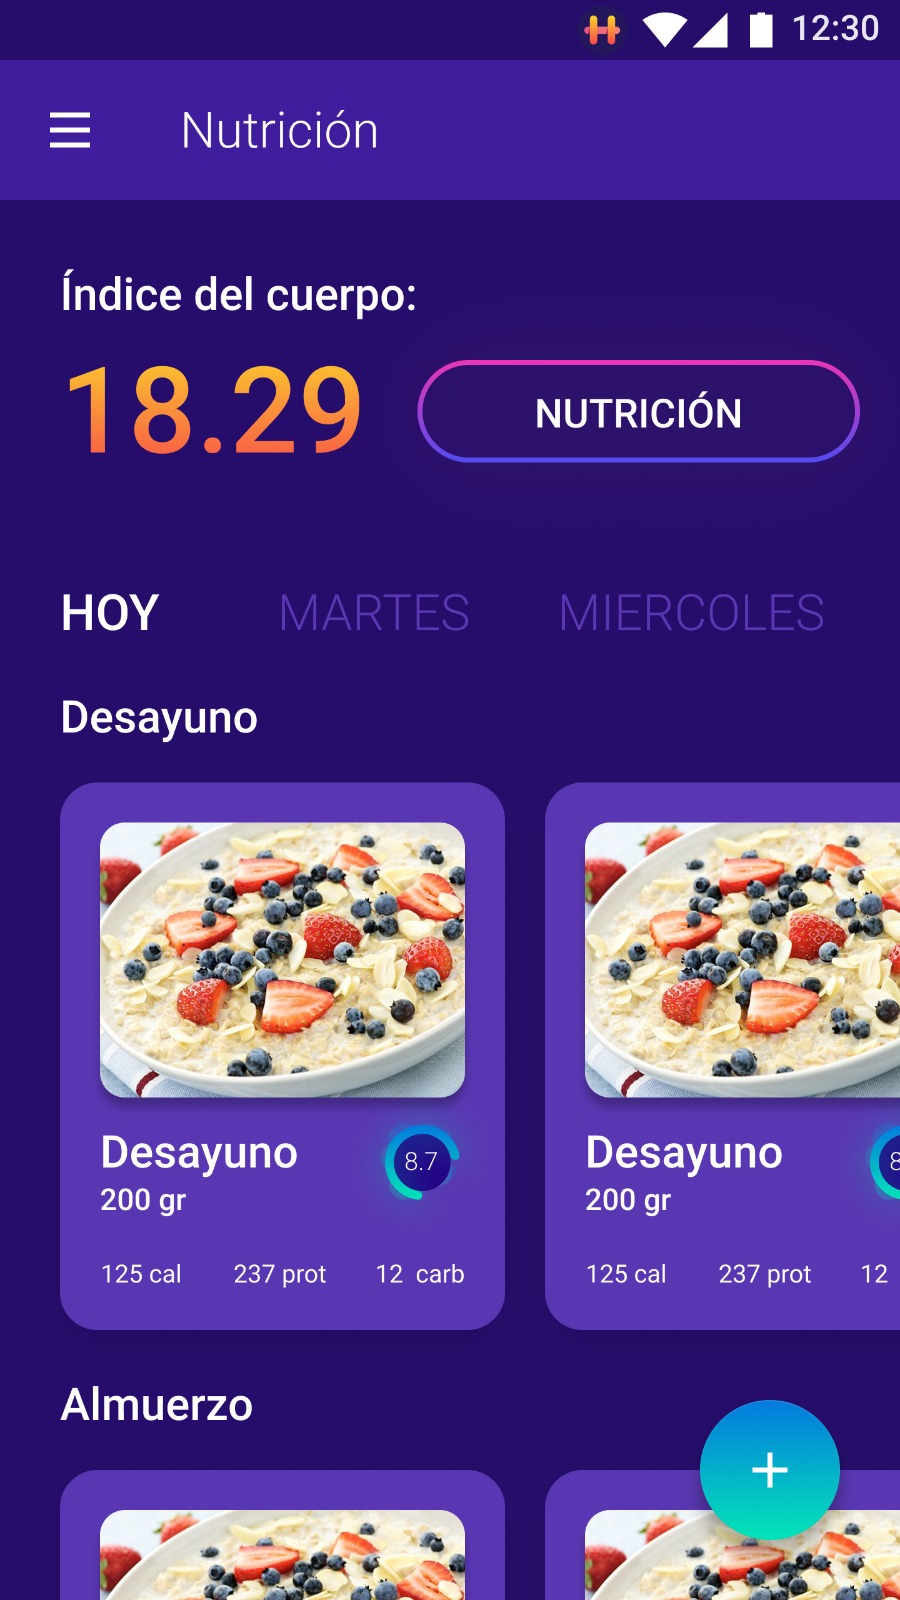 12:30
Nutrición
Índice del cuerpo:
18.29
NUTRICIÓN
HOY MARTES MIERCOLES
Desayuno
Desayuno 8.7 Desayuno 8
200 gr 200 gr
125 cal 237 prot 12 carb 125 cal 237 prot 12
Almuerzo
+